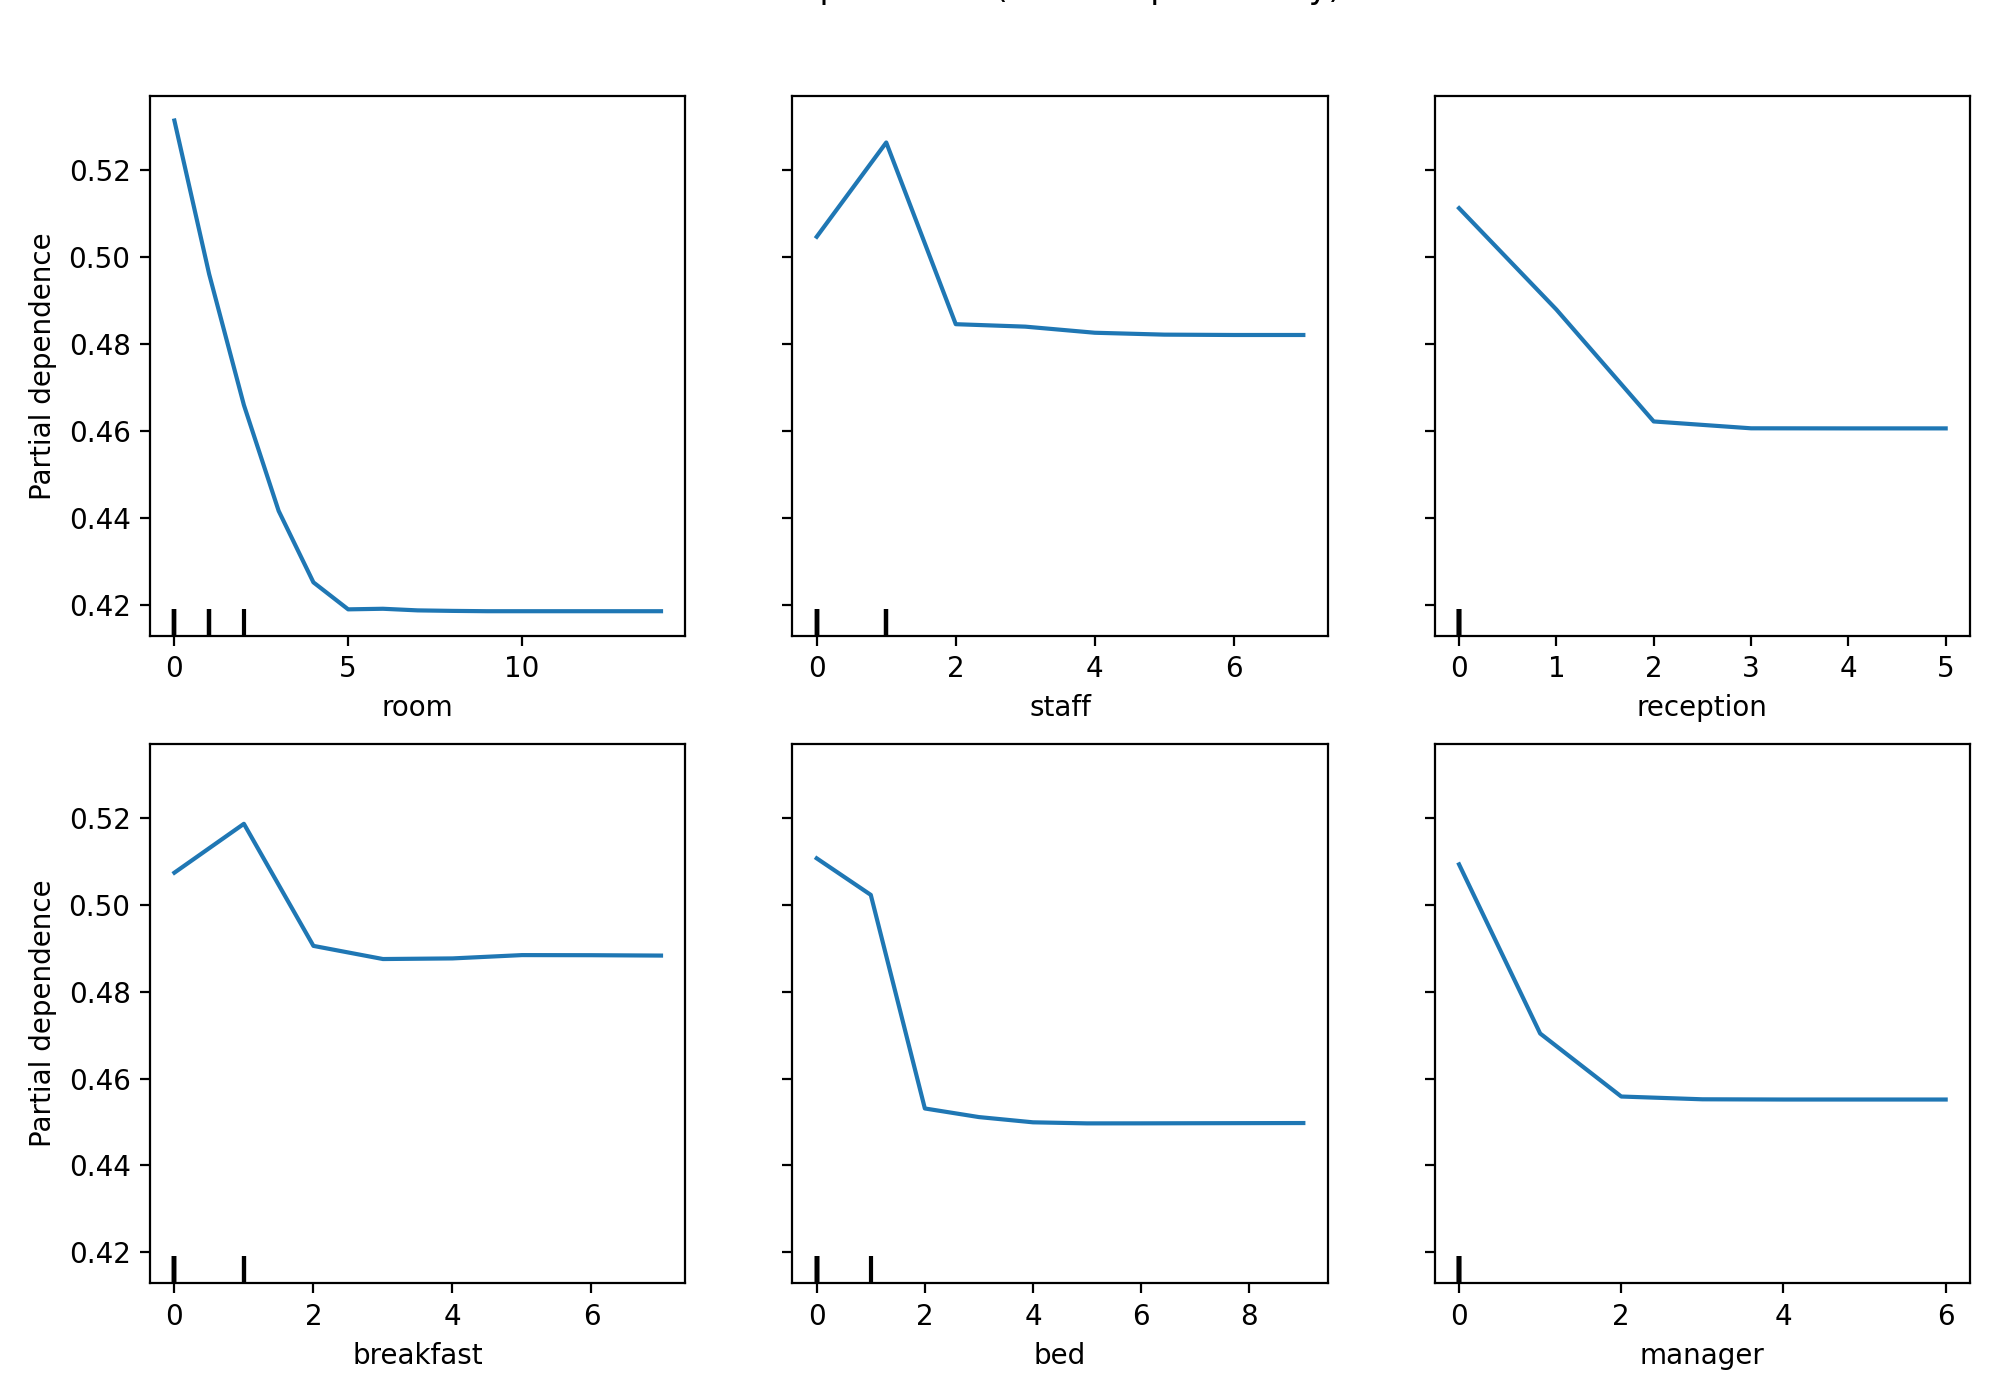 0.52
0.50
0.48
0.46
0.44
0.42
Partial dependence
0 5 10
room
0 2 4 6
staff
0 1 2 3 4 5
reception
0.52
0.50
0.48
0.46
0.44
0.42
Partial dependence
0 2 4 6
breakfast
0 2 4 6 8
bed
0 2 4 6
manager